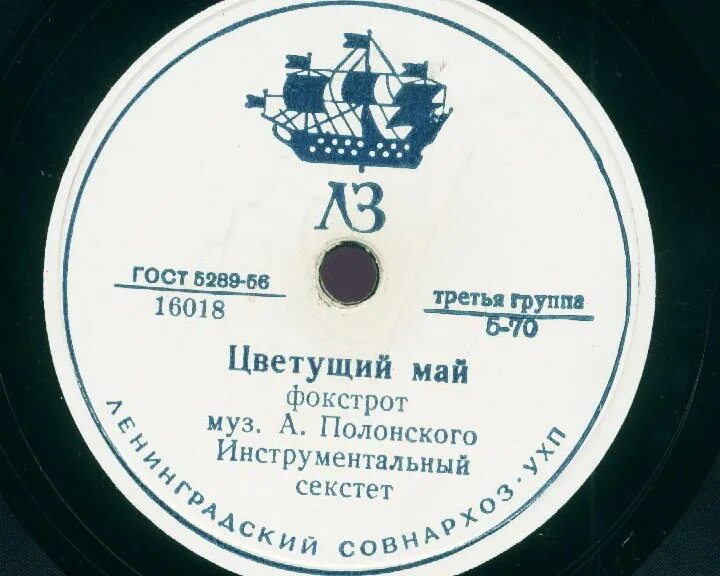 ЛЗ
ГОСТ 5289-56
16018
третья группа
Б-70
Цветущий май
фокстрот
муз. А. Полонского
Инструментальный
секстет
ЛЕНИНГРАДСКИЙ СОВНАРХОЗ · УХП